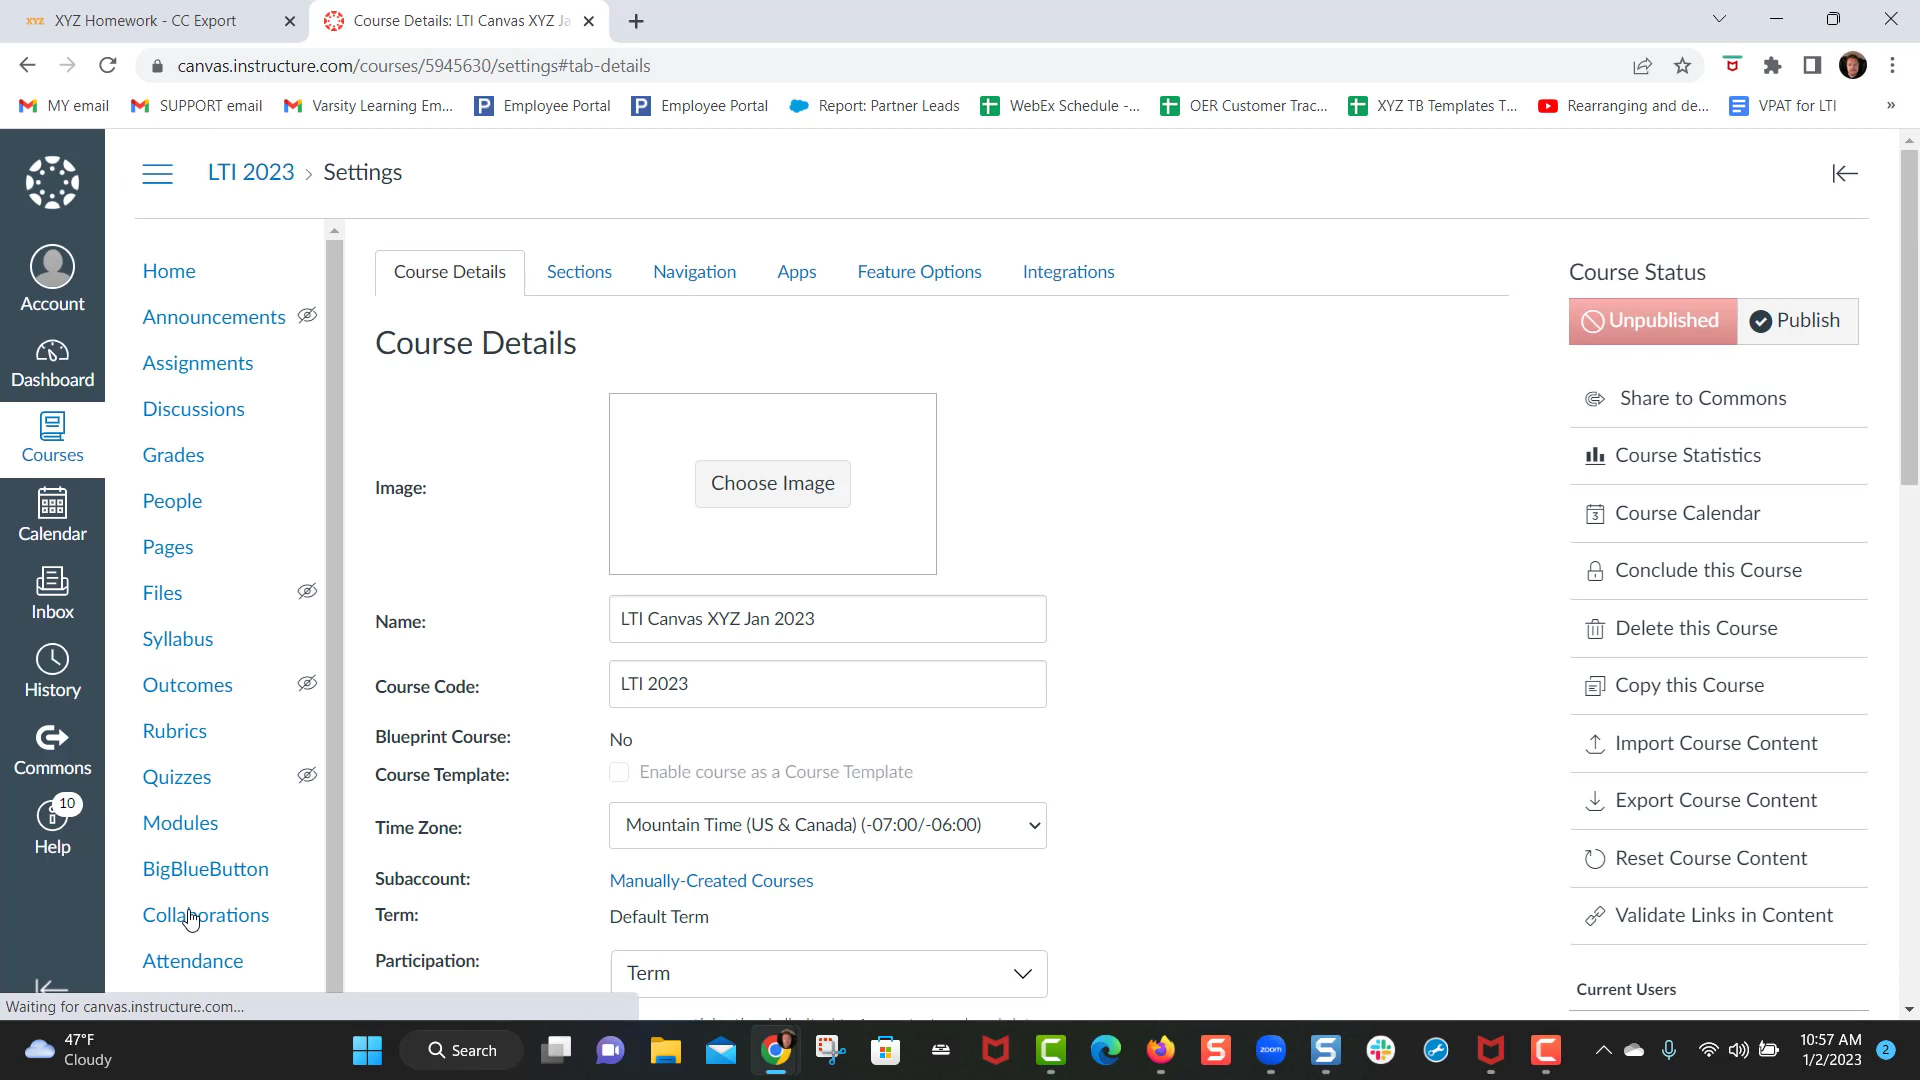 XYZ Homework - CC Export
Course Details: LTI Canvas XYZ Ja
canvas.instructure.com/courses/5945630/settings#tab-details
MY email
SUPPORT email
Varsity Learning Em...
Employee Portal
Employee Portal
Report: Partner Leads
WebEx Schedule -...
OER Customer Trac...
XYZ TB Templates T...
Rearranging and de...
VPAT for LTI
»
LTI 2023 › Settings
Account
Dashboard
Courses
Calendar
Inbox
History
Commons
10
Help
Home
Announcements
Assignments
Discussions
Grades
People
Pages
Files
Syllabus
Outcomes
Rubrics
Quizzes
Modules
BigBlueButton
Collaborations
Attendance
Course Details
Sections
Navigation
Apps
Feature Options
Integrations
Course Details
Image:
Choose Image
Name:
LTI Canvas XYZ Jan 2023
Course Code:
LTI 2023
Blueprint Course:
No
Course Template:
Enable course as a Course Template
Time Zone:
Mountain Time (US & Canada) (-07:00/-06:00)
Subaccount:
Manually-Created Courses
Term:
Default Term
Participation:
Term
Course Status
Unpublished
Publish
Share to Commons
Course Statistics
3
Course Calendar
Conclude this Course
Delete this Course
Copy this Course
Import Course Content
Export Course Content
Reset Course Content
Validate Links in Content
Current Users
Waiting for canvas.instructure.com...
47°F
Cloudy
Search
zoom
10:57 AM
1/2/2023
2